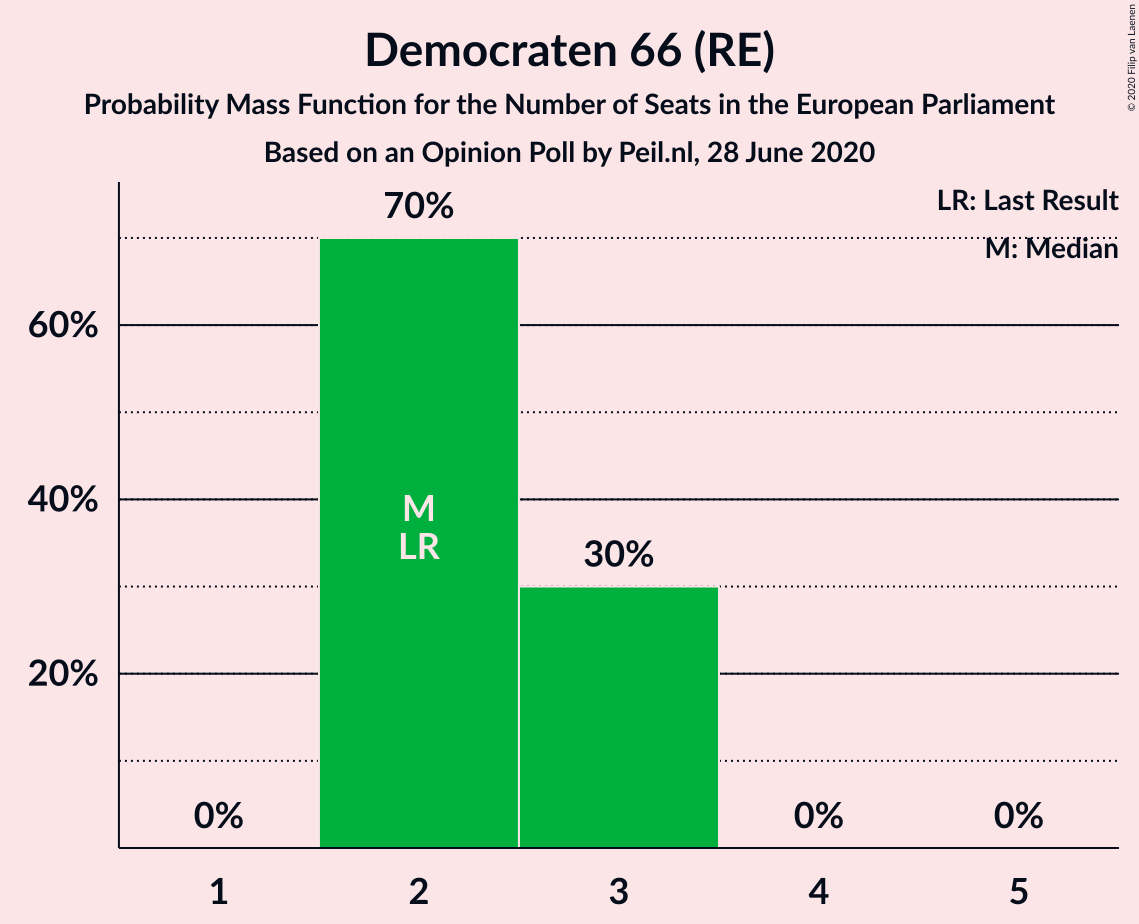 Democraten 66 (RE)
Probability Mass Function for the Number of Seats in the European Parliament
Based on an Opinion Poll by Peil.nl, 28 June 2020
© 2020 Filip van Laenen
LR: Last Result
M: Median
70%
60%
40%
M
LR
30%
20%
0%
0%
0%
1
2
3
4
5